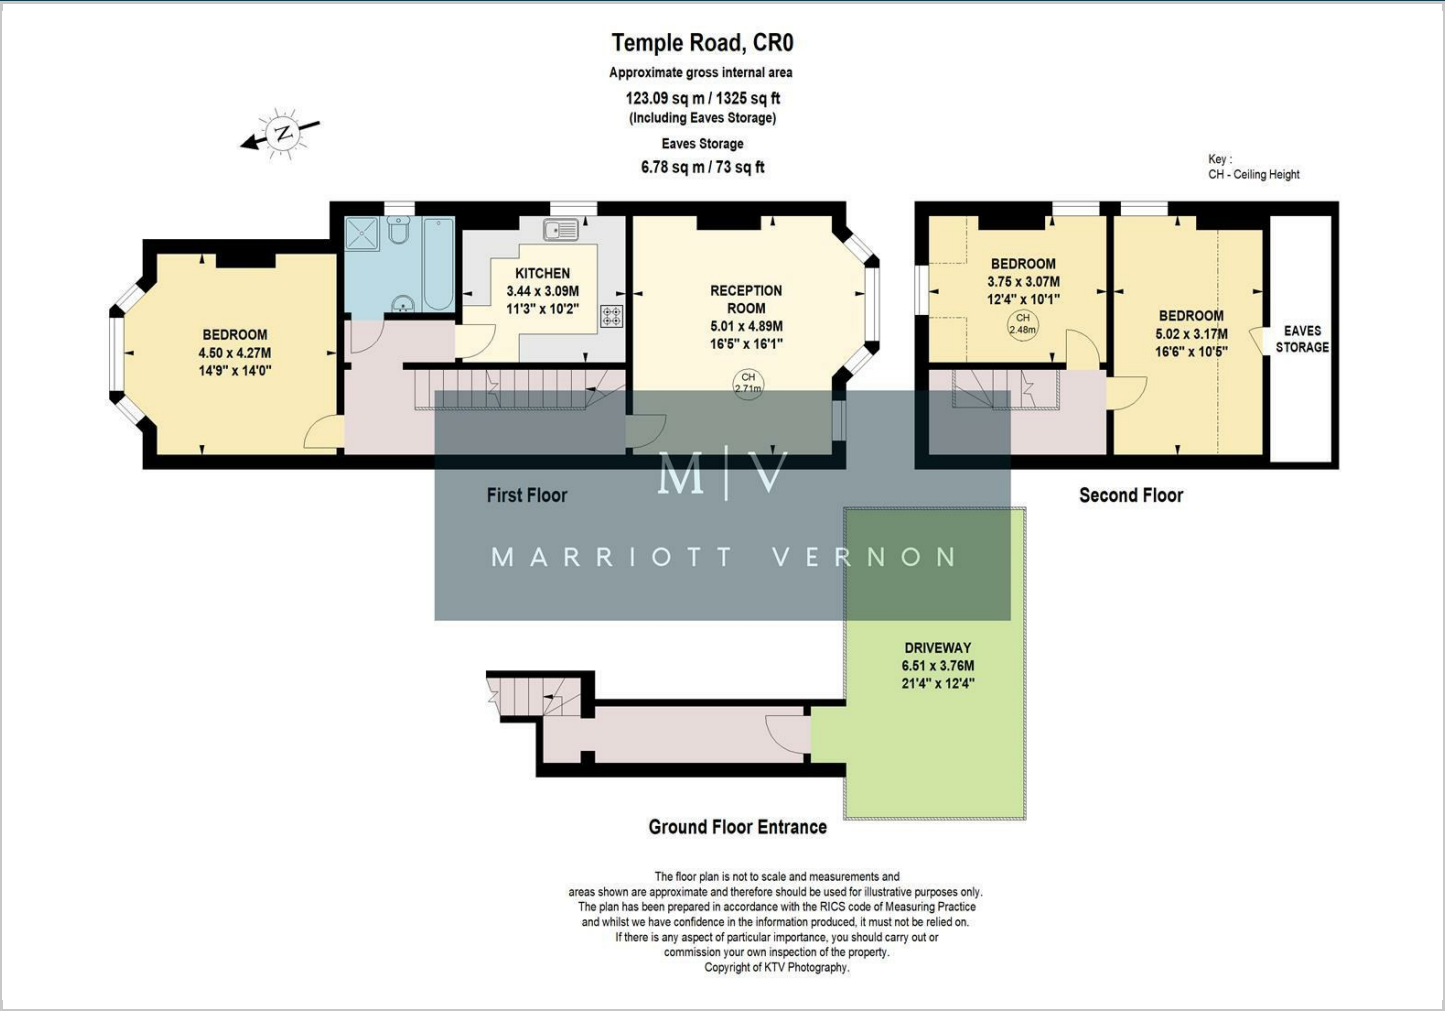 Temple Road, CR0
Approximate gross internal area
123.09 sq m / 1325 sq ft
(Including Eaves Storage)
Eaves Storage
6.78 sq m / 73 sq ft
N
Key :
CH - Ceiling Height
BEDROOM
4.50 x 4.27M
14'9" x 14'0"
KITCHEN
3.44 x 3.09M
11'3" x 10'2"
RECEPTION
ROOM
5.01 x 4.89M
16'5" x 16'1"
CH
2.71m
BEDROOM
3.75 x 3.07M
12'4" x 10'1"
CH
2.48m
BEDROOM
5.02 x 3.17M
16'6" x 10'5"
EAVES
STORAGE
First Floor
Second Floor
M|V
MARRIOTT VERNON
DRIVEWAY
6.51 x 3.76M
21'4" x 12'4"
Ground Floor Entrance
The floor plan is not to scale and measurements and
areas shown are approximate and therefore should be used for illustrative purposes only.
The plan has been prepared in accordance with the RICS code of Measuring Practice
and whilst we have confidence in the information produced, it must not be relied on.
If there is any aspect of particular importance, you should carry out or
commission your own inspection of the property.
Copyright of KTV Photography.